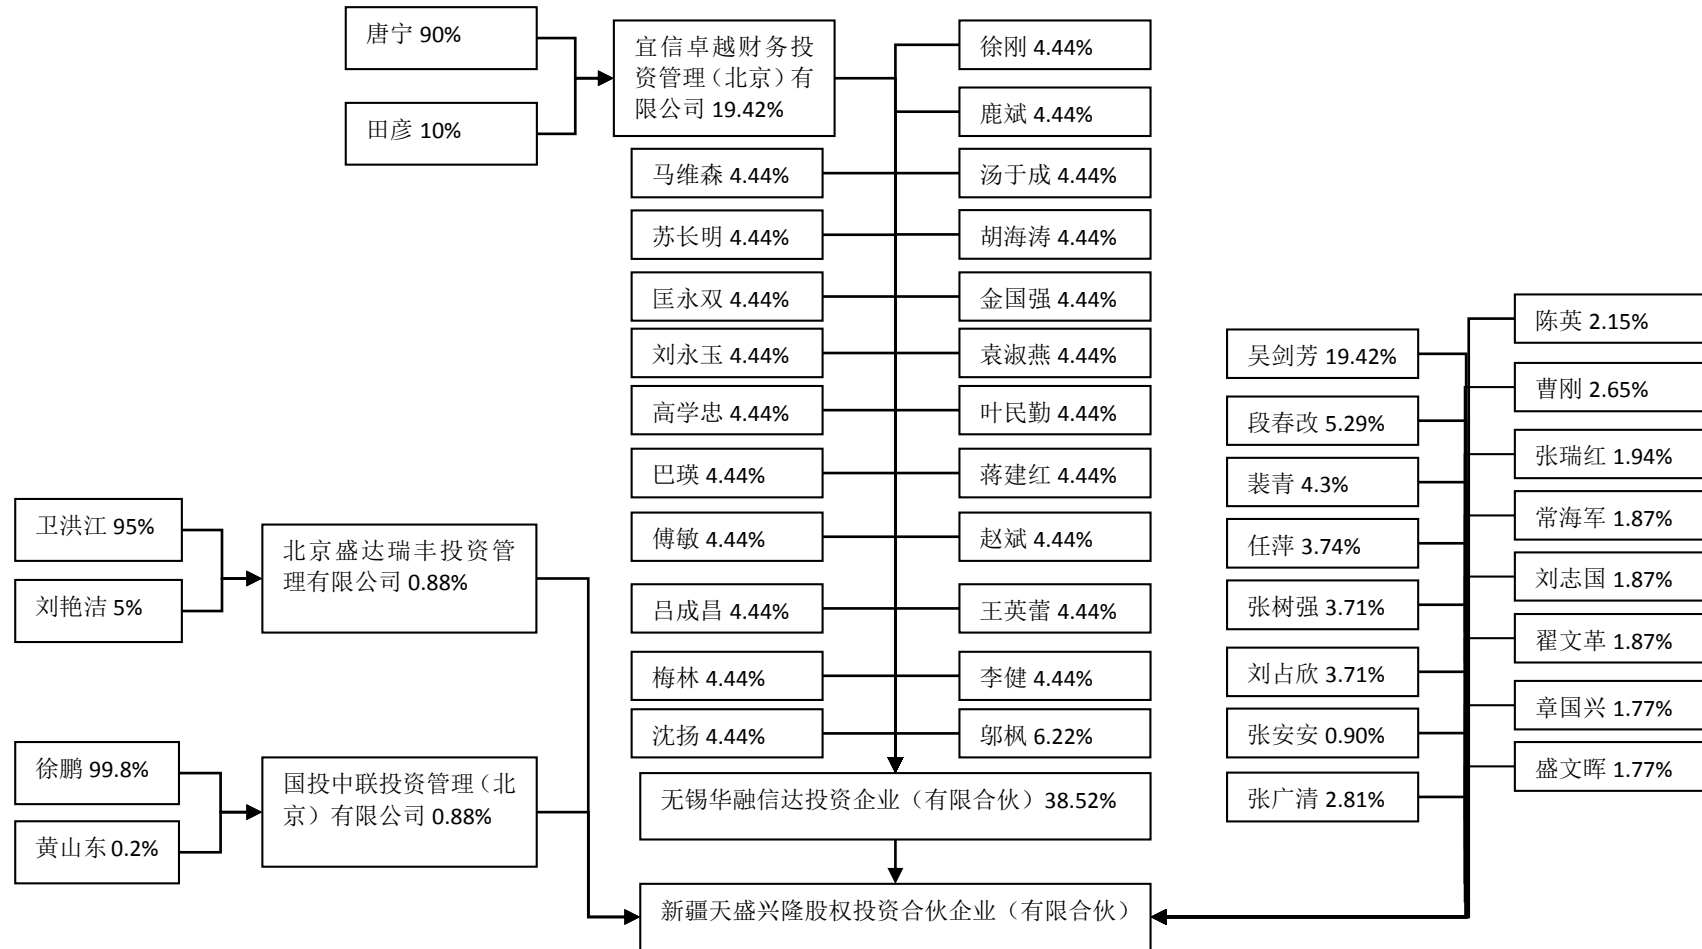 唐宁 90%
田彦 10%
宜信卓越财务投
资管理（北京）有
限公司 19.42%
徐刚 4.44%
鹿斌 4.44%
马维森 4.44%
汤于成 4.44%
苏长明 4.44%
胡海涛 4.44%
匡永双 4.44%
金国强 4.44%
刘永玉 4.44%
袁淑燕 4.44%
高学忠 4.44%
叶民勤 4.44%
巴瑛 4.44%
蒋建红 4.44%
傅敏 4.44%
赵斌 4.44%
吕成昌 4.44%
王英蕾 4.44%
梅林 4.44%
李健 4.44%
沈扬 4.44%
邬枫 6.22%
卫洪江 95%
刘艳洁 5%
北京盛达瑞丰投资管
理有限公司 0.88%
徐鹏 99.8%
黄山东 0.2%
国投中联投资管理（北
京）有限公司 0.88%
无锡华融信达投资企业（有限合伙）38.52%
新疆天盛兴隆股权投资合伙企业（有限合伙）
吴剑芳 19.42%
段春改 5.29%
裴青 4.3%
任萍 3.74%
张树强 3.71%
刘占欣 3.71%
张安安 0.90%
张广清 2.81%
陈英 2.15%
曹刚 2.65%
张瑞红 1.94%
常海军 1.87%
刘志国 1.87%
翟文革 1.87%
章国兴 1.77%
盛文晖 1.77%